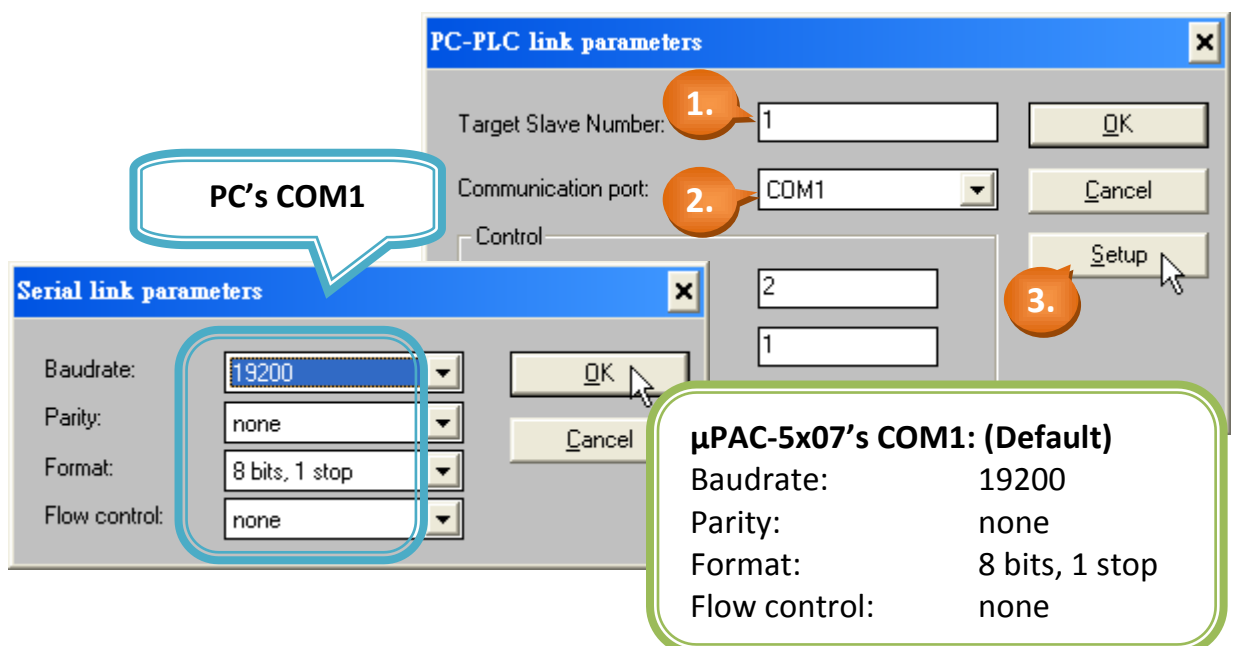 PC-PLC link parameters
Target Slave Number:
1.
1
OK
Communication port:
2.
COM1
Cancel
Control
Setup
3.
2
1
PC’s COM1
Serial link parameters
Baudrate:
19200
OK
Parity:
none
Cancel
Format:
8 bits, 1 stop
Flow control:
none
µPAC-5x07’s COM1: (Default)
Baudrate: 19200
Parity: none
Format: 8 bits, 1 stop
Flow control: none